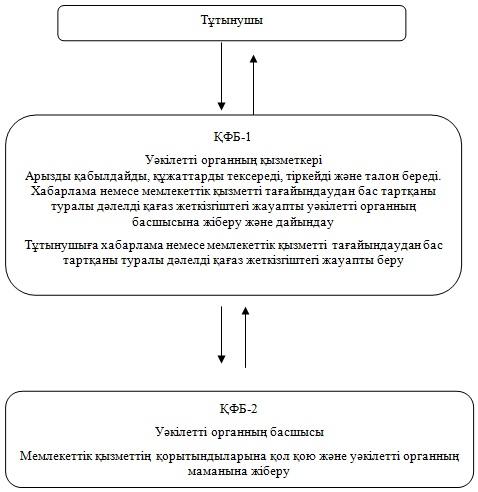 Тұтынушы
ҚФБ-1
Уәкілетті органның қызметкері
Арызды қабылдайды, құжаттарды тексереді, тіркейді және талон береді.
Хабарлама немесе мемлекеттік қызметті тағайындаудан бас тартқаны
туралы дәлелді қағаз жеткізгіштегі жауапты уәкілетті органның
басшысына жіберу және дайындау
Тұтынушыға хабарлама немесе мемлекеттік қызметті тағайындаудан бас
тартқаны туралы дәлелді қағаз жеткізгіштегі жауапты беру
ҚФБ-2
Уәкілетті органның басшысы
Мемлекеттік қызметтің қорытындыларына қол қою және уәкілетті органның
маманына жіберу